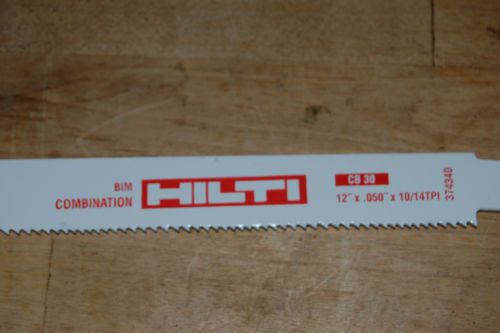 BiM
COMBINATION
HILTI
CB 30
12" x .050" x 10/14TPI
374340